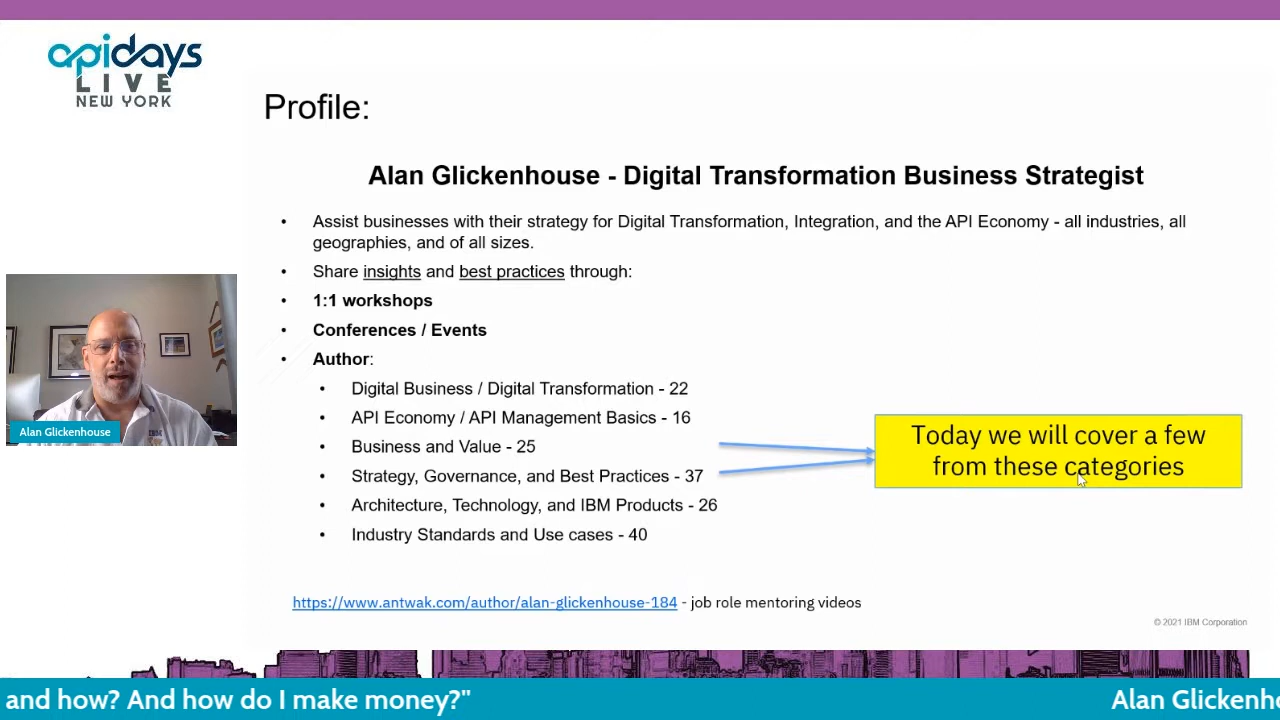 apidays
LIVE
NEW YORK
Profile:
Alan Glickenhouse - Digital Transformation Business Strategist
• Assist businesses with their strategy for Digital Transformation, Integration, and the API Economy - all industries, all
geographies, and of all sizes.
• Share insights and best practices through:
• 1:1 workshops
• Conferences / Events
• Author:
• Digital Business / Digital Transformation - 22
• API Economy / API Management Basics - 16
• Business and Value - 25
• Strategy, Governance, and Best Practices - 37
• Architecture, Technology, and IBM Products - 26
• Industry Standards and Use cases - 40
Today we will cover a few
from these categories
Alan Glickenhouse
https://www.antwak.com/author/alan-glickenhouse-184 - job role mentoring videos
© 2021 IBM Corporation
and how? And how do I make money?"
Alan Glickenho